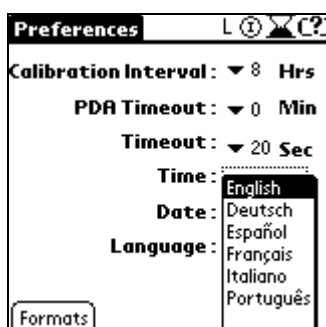 Preferences L
Calibration Interval: 8 Hrs
PDA Timeout: 0 Min
Timeout: 20 Sec
Time:
English
Date: Deutsch
Español
Language: Français
Italiano
Português
Formats